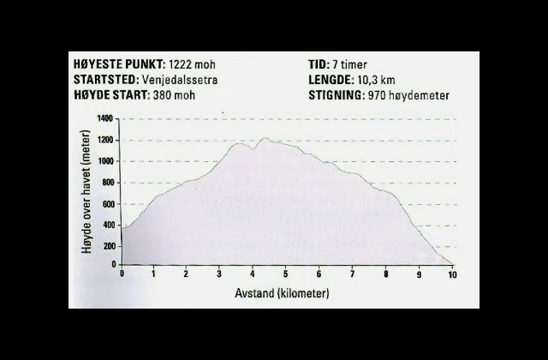 HØYESTE PUNKT: 1222 moh
STARTSTED: Venjedalssetra
HØYDE START: 380 moh
TID: 7 timer
LENGDE: 10,3 km
STIGNING: 970 høydemeter
Høyde over havet (meter)
1400
1200
1000
800
600
400
200
0
0 1 2 3 4 5 6 7 8 9 10
Avstand (kilometer)